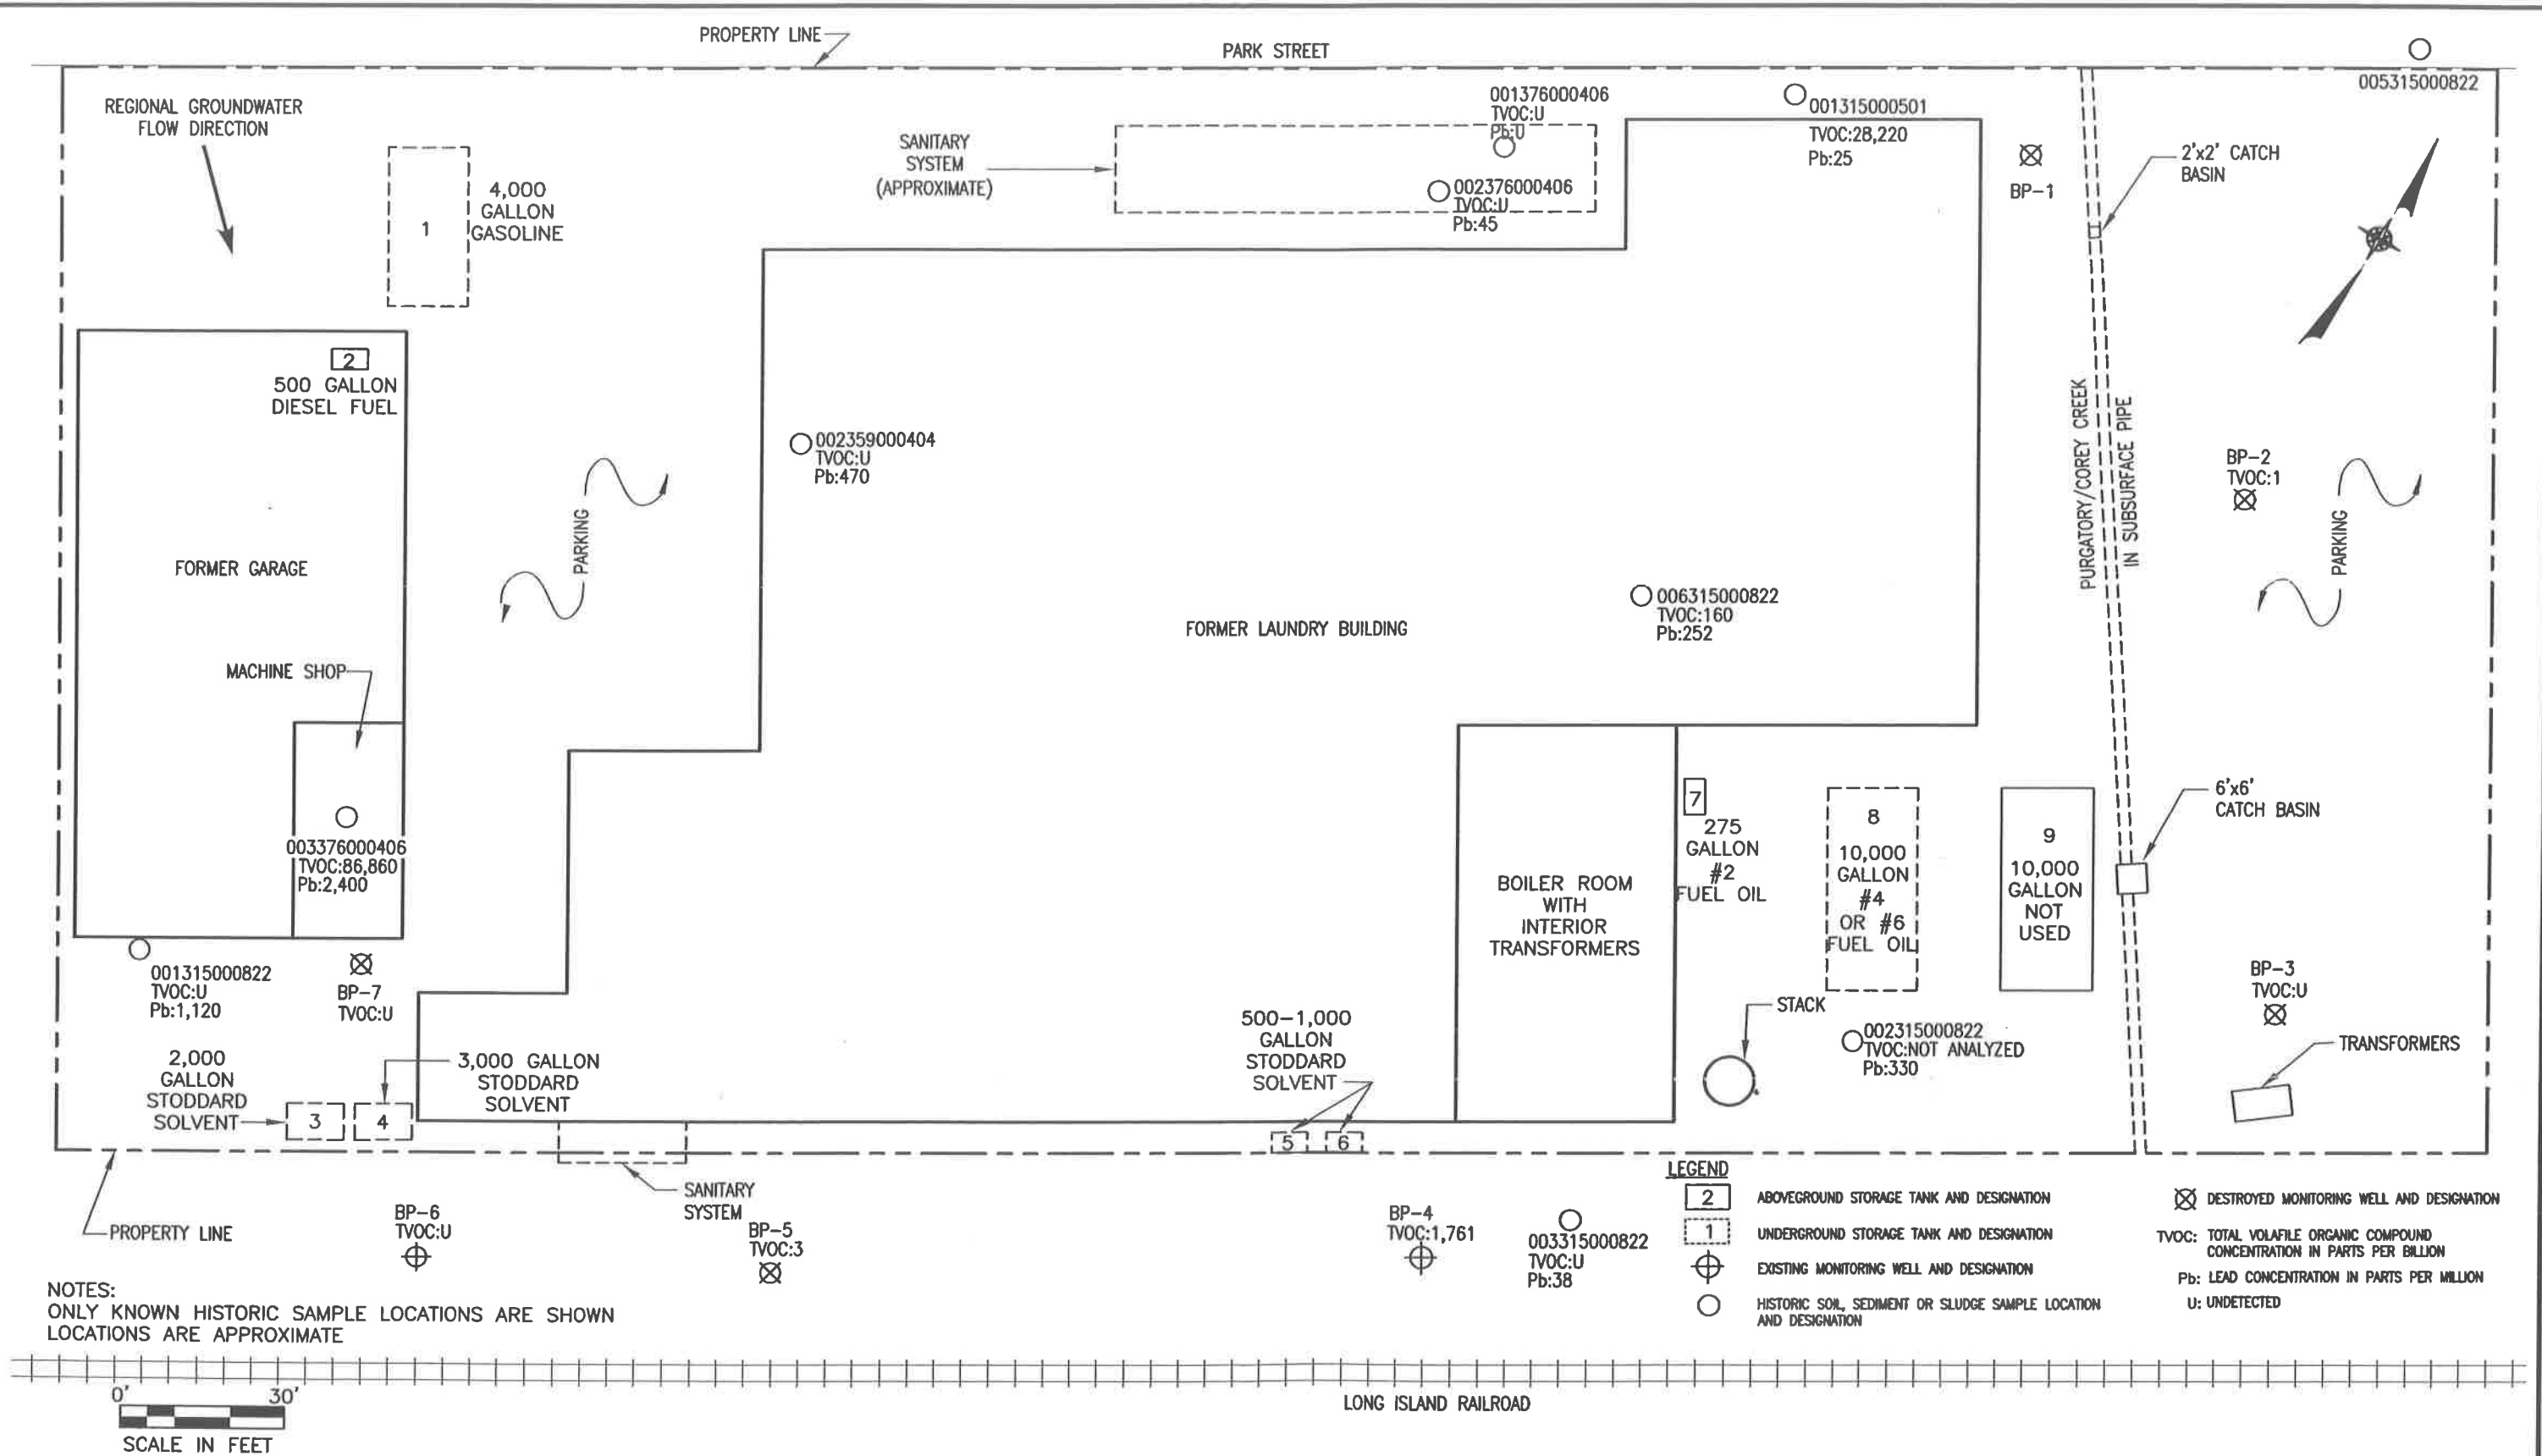 PROPERTY LINE
PARK STREET
005315000822
REGIONAL GROUNDWATER
FLOW DIRECTION
1
4,000
GALLON
GASOLINE
SANITARY
SYSTEM
(APPROXIMATE)
001376000406
TVOC:U
Pb:U
002376000406
TVOC:U
Pb:45
001315000501
TVOC:28,220
Pb:25
BP-1
2'x2' CATCH
BASIN
2
500 GALLON
DIESEL FUEL
FORMER GARAGE
PARKING
002359000404
TVOC:U
Pb:470
FORMER LAUNDRY BUILDING
006315000822
TVOC:160
Pb:252
PURGATORY/COREY CREEK
IN SUBSURFACE PIPE
BP-2
TVOC:1
PARKING
MACHINE SHOP
003376000406
TVOC:86,860
Pb:2,400
001315000822
TVOC:U
Pb:1,120
BP-7
TVOC:U
BOILER ROOM
WITH
INTERIOR
TRANSFORMERS
7
275
GALLON
#2
FUEL OIL
8
10,000
GALLON
#4
OR #6
FUEL OIL
9
10,000
GALLON
NOT
USED
6'x6'
CATCH BASIN
BP-3
TVOC:U
TRANSFORMERS
STACK
002315000822
TVOC:NOT ANALYZED
Pb:330
2,000
GALLON
STODDARD
SOLVENT
3
4
3,000 GALLON
STODDARD
SOLVENT
500-1,000
GALLON
STODDARD
SOLVENT
5
6
PROPERTY LINE
SANITARY
SYSTEM
BP-6
TVOC:U
BP-5
TVOC:3
BP-4
TVOC:1,761
003315000822
TVOC:U
Pb:38
LEGEND
2 ABOVEGROUND STORAGE TANK AND DESIGNATION
1 UNDERGROUND STORAGE TANK AND DESIGNATION
EXISTING MONITORING WELL AND DESIGNATION
HISTORIC SOIL, SEDIMENT OR SLUDGE SAMPLE LOCATION
AND DESIGNATION
DESTROYED MONITORING WELL AND DESIGNATION
TVOC: TOTAL VOLAFILE ORGANIC COMPOUND
CONCENTRATION IN PARTS PER BILLION
Pb: LEAD CONCENTRATION IN PARTS PER MILLION
U: UNDETECTED
NOTES:
ONLY KNOWN HISTORIC SAMPLE LOCATIONS ARE SHOWN
LOCATIONS ARE APPROXIMATE
0' 30'
SCALE IN FEET
LONG ISLAND RAILROAD